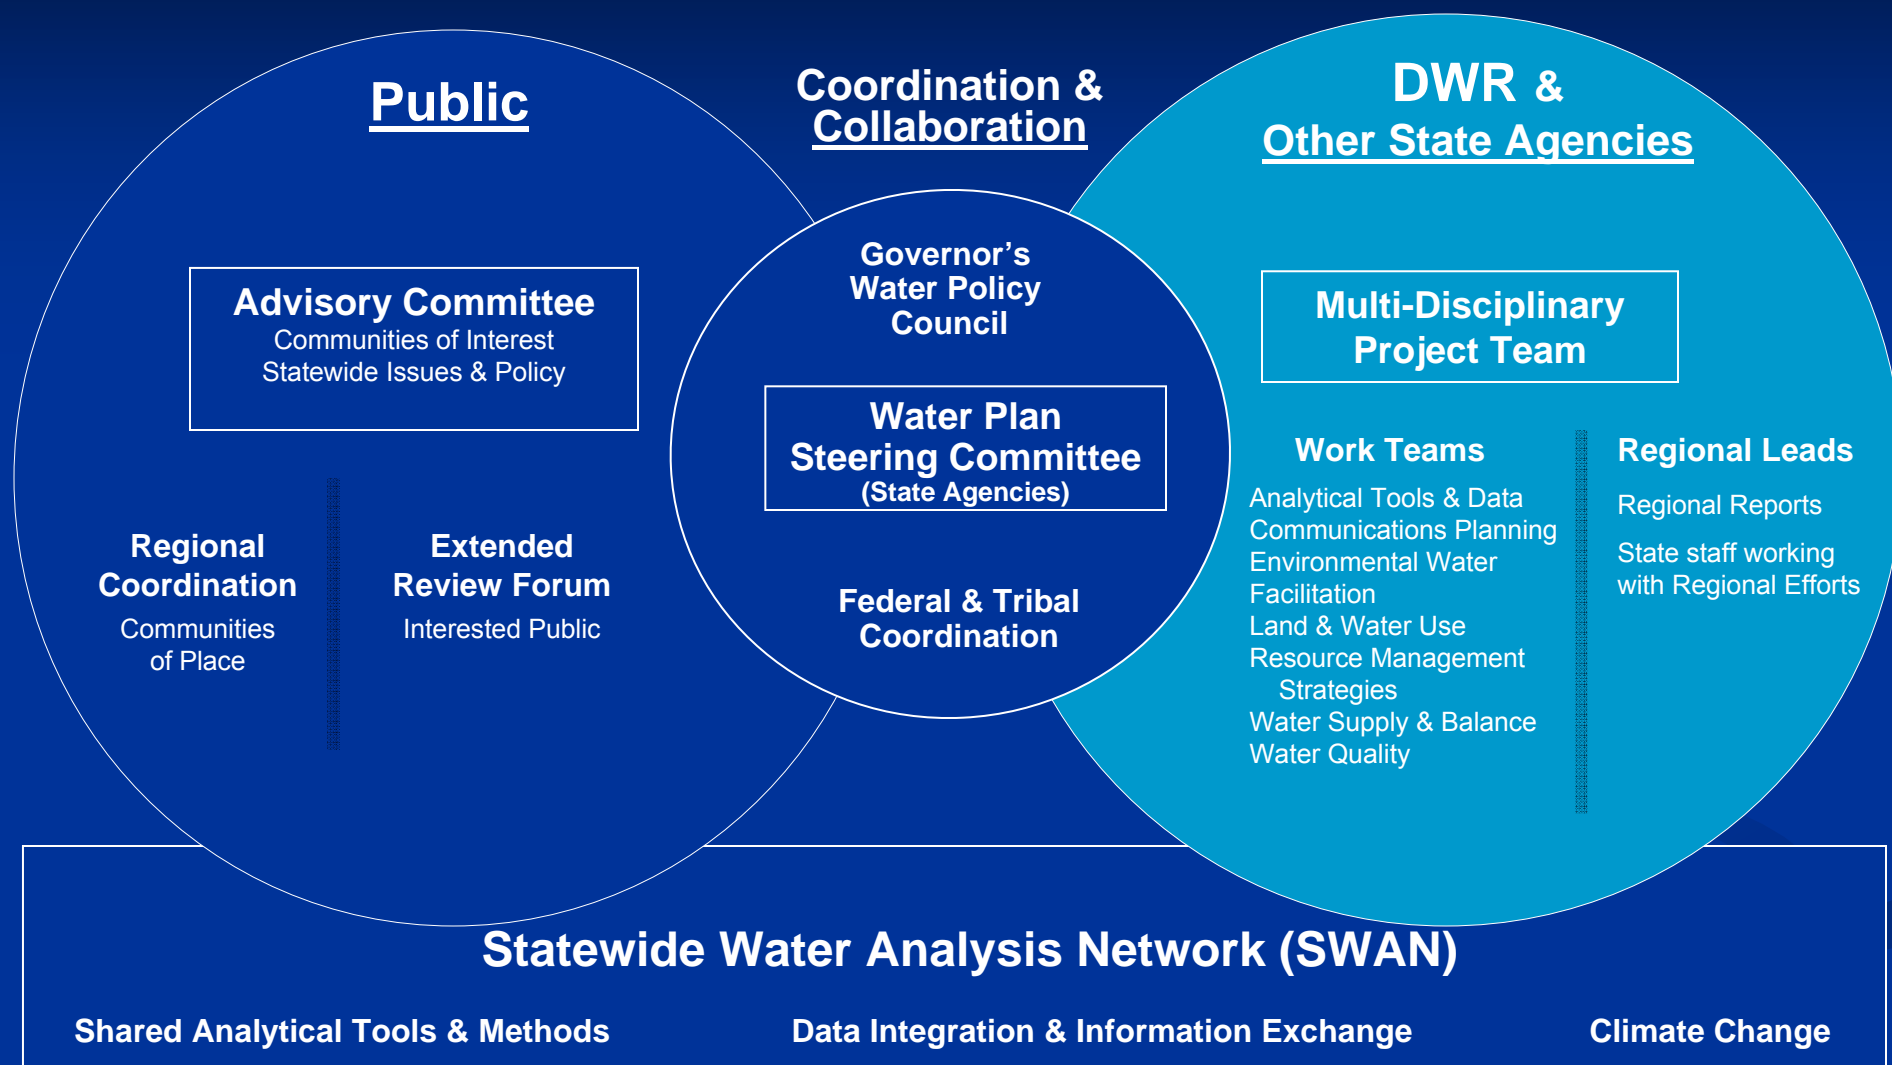 Public
Advisory Committee
Communities of Interest
Statewide Issues & Policy
Regional
Coordination
Communities
of Place
Extended
Review Forum
Interested Public
Coordination &
Collaboration
Governor's
Water Policy
Council
Water Plan
Steering Committee
(State Agencies)
Federal & Tribal
Coordination
DWR &
Other State Agencies
Multi-Disciplinary
Project Team
Work Teams
Analytical Tools & Data
Communications Planning
Environmental Water
Facilitation
Land & Water Use
Resource Management
Strategies
Water Supply & Balance
Water Quality
Regional Leads
Regional Reports
State staff working
with Regional Efforts
Statewide Water Analysis Network (SWAN)
Shared Analytical Tools & Methods
Data Integration & Information Exchange
Climate Change